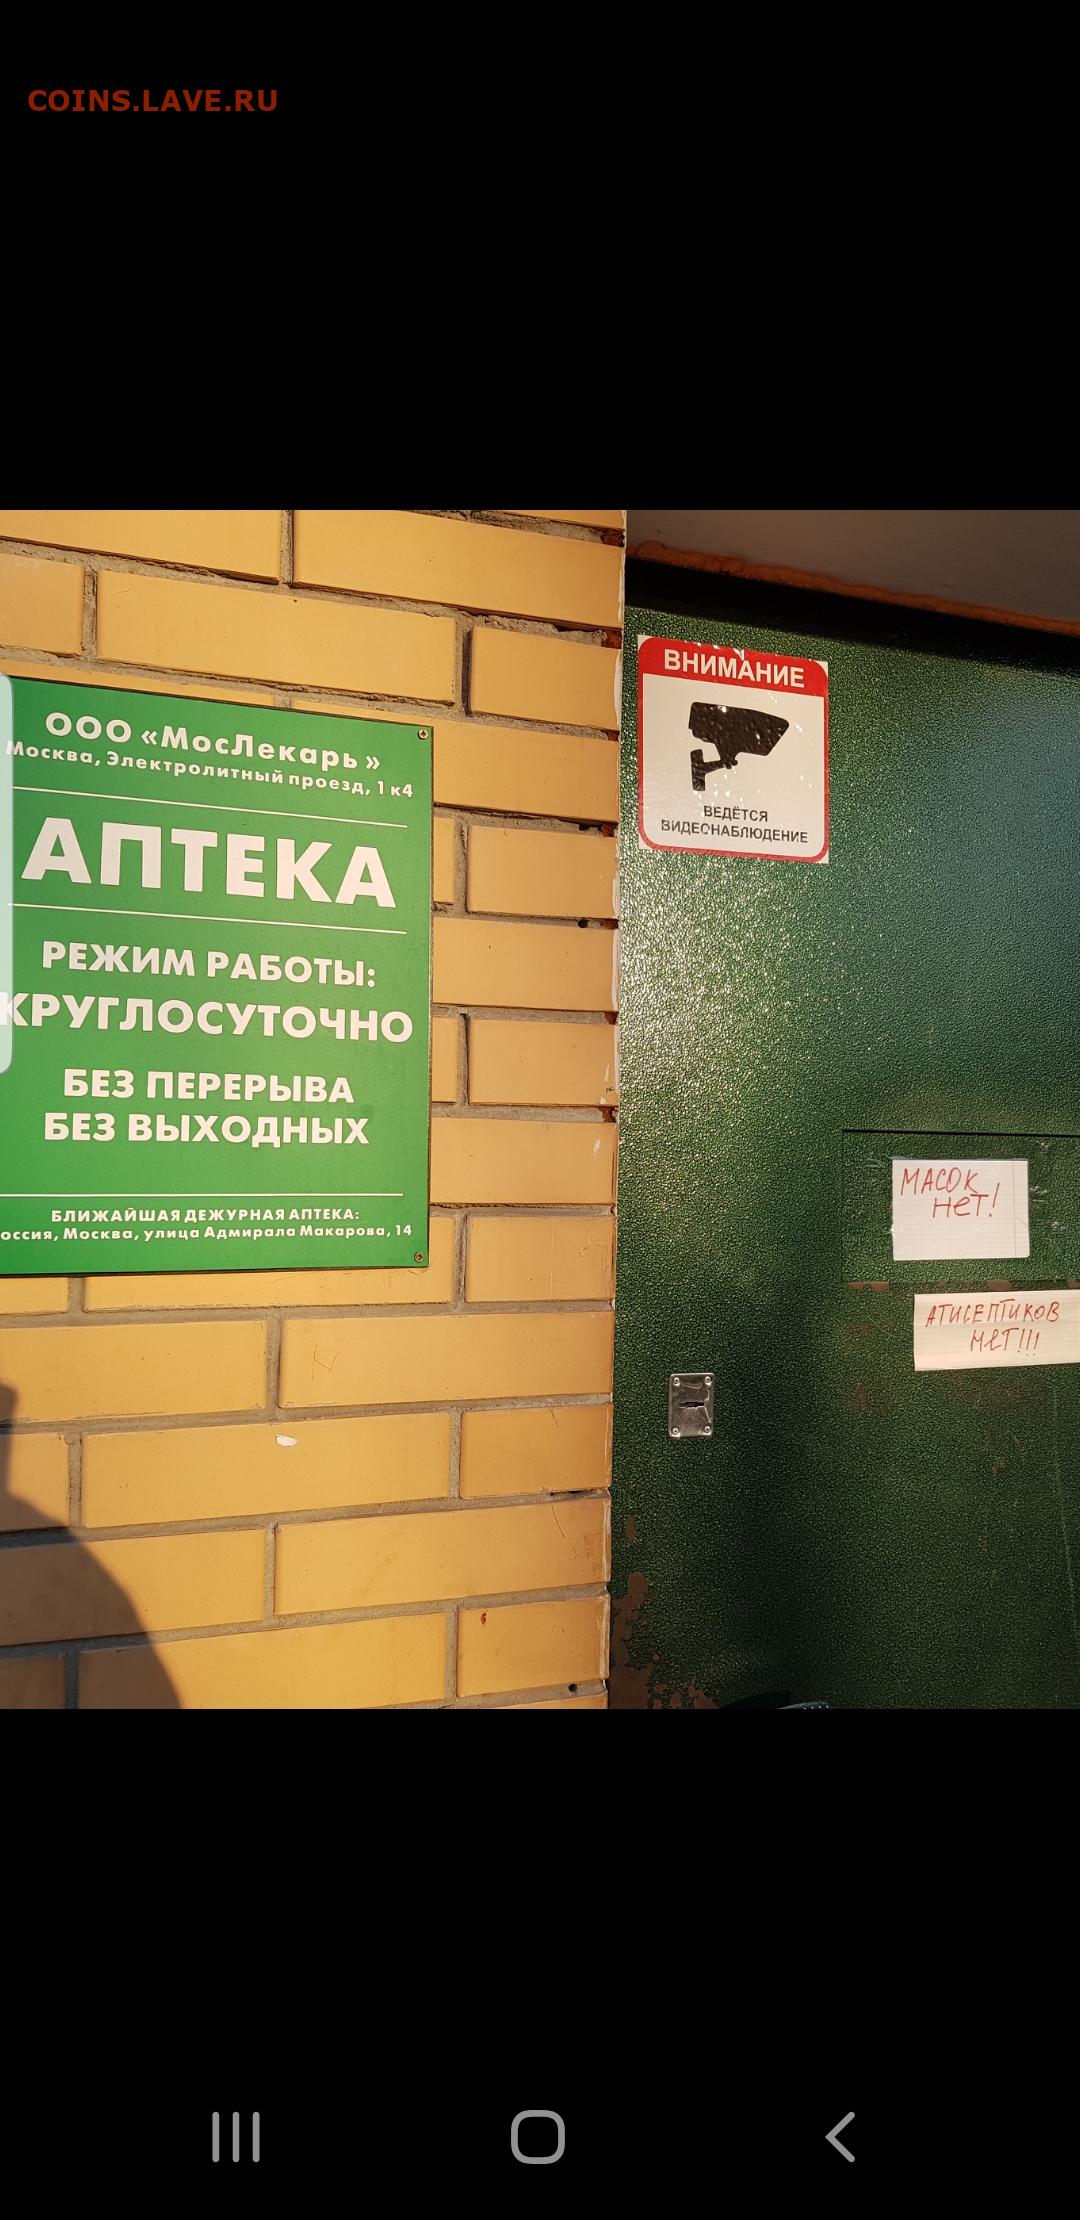 COINS.LAVE.RU
ООО «МосЛекарь»
Москва, Электролитный проезд, 1 к4
АПТЕКА
РЕЖИМ РАБОТЫ:
КРУГЛОСУТОЧНО
БЕЗ ПЕРЕРЫВА
БЕЗ ВЫХОДНЫХ
БЛИЖАЙШАЯ ДЕЖУРНАЯ АПТЕКА:
оссия, Москва, улица Адмирала Макарова, 14
ВНИМАНИЕ
ВЕДЁТСЯ
ВИДЕОНАБЛЮДЕНИЕ
МАСОК
НЕТ!
АТИСЕПТИКОВ
НЕТ!!!